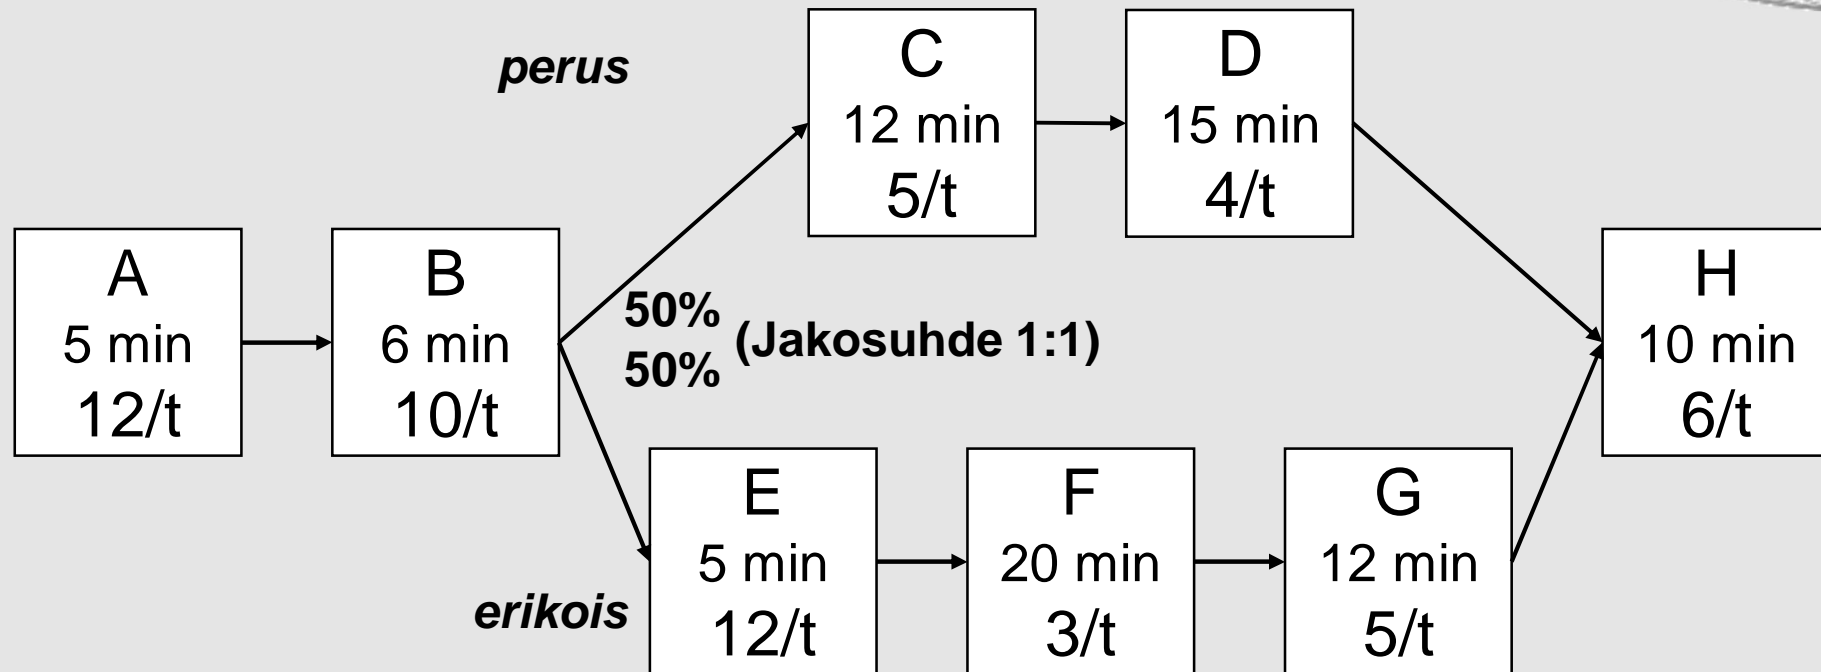 perus
C
12 min
5/t
D
15 min
4/t
A
5 min
12/t
B
6 min
10/t
50%
50%
(Jakosuhde 1:1)
H
10 min
6/t
erikois
E
5 min
12/t
F
20 min
3/t
G
12 min
5/t